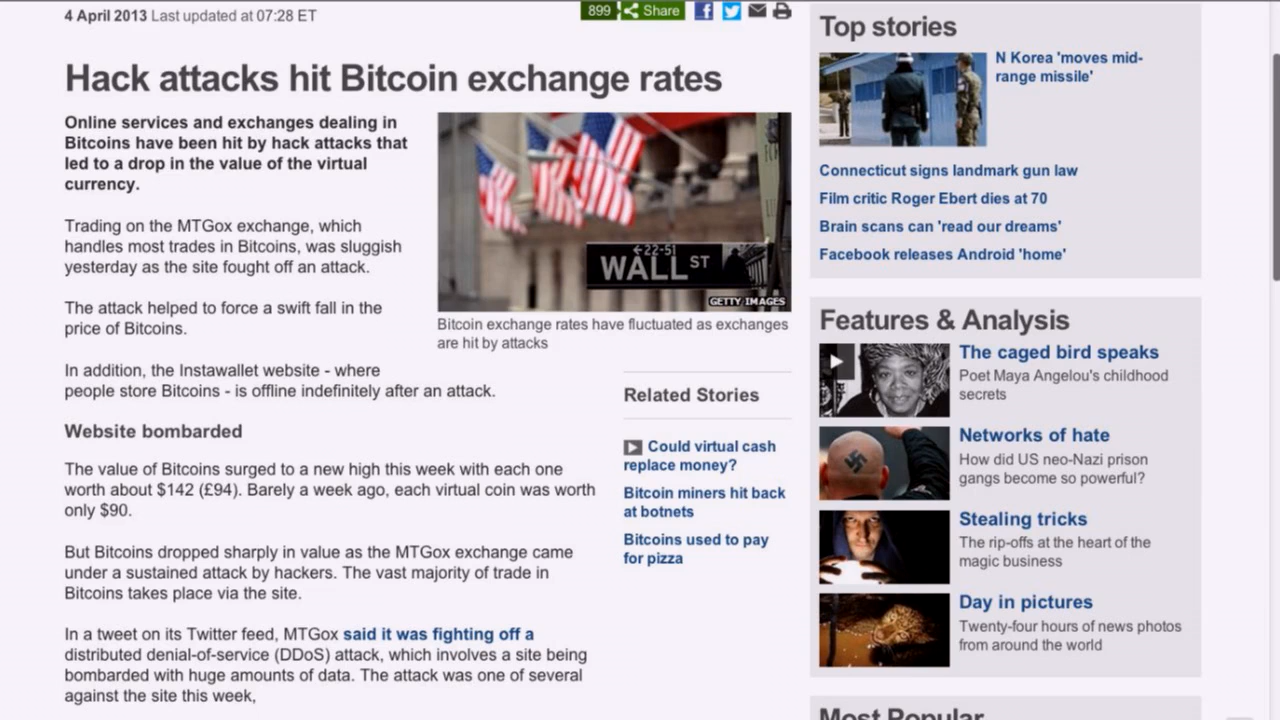 4 April 2013 Last updated at 07:28 ET
899 Share
Hack attacks hit Bitcoin exchange rates
Online services and exchanges dealing in
Bitcoins have been hit by hack attacks that
led to a drop in the value of the virtual
currency.
Trading on the MTGox exchange, which
handles most trades in Bitcoins, was sluggish
yesterday as the site fought off an attack.
The attack helped to force a swift fall in the
price of Bitcoins.
In addition, the Instawallet website - where
people store Bitcoins - is offline indefinitely after an attack.
←22-51
WALL ST
GETTY IMAGES
Bitcoin exchange rates have fluctuated as exchanges
are hit by attacks
Website bombarded
The value of Bitcoins surged to a new high this week with each one
worth about $142 (£94). Barely a week ago, each virtual coin was worth
only $90.
But Bitcoins dropped sharply in value as the MTGox exchange came
under a sustained attack by hackers. The vast majority of trade in
Bitcoins takes place via the site.
In a tweet on its Twitter feed, MTGox said it was fighting off a
distributed denial-of-service (DDoS) attack, which involves a site being
bombarded with huge amounts of data. The attack was one of several
against the site this week,
Related Stories
Could virtual cash
replace money?
Bitcoin miners hit back
at botnets
Bitcoins used to pay
for pizza
Top stories
N Korea 'moves mid-
range missile'
Connecticut signs landmark gun law
Film critic Roger Ebert dies at 70
Brain scans can 'read our dreams'
Facebook releases Android 'home'
Features & Analysis
The caged bird speaks
Poet Maya Angelou's childhood
secrets
Networks of hate
How did US neo-Nazi prison
gangs become so powerful?
Stealing tricks
The rip-offs at the heart of the
magic business
Day in pictures
Twenty-four hours of news photos
from around the world
Most Popular